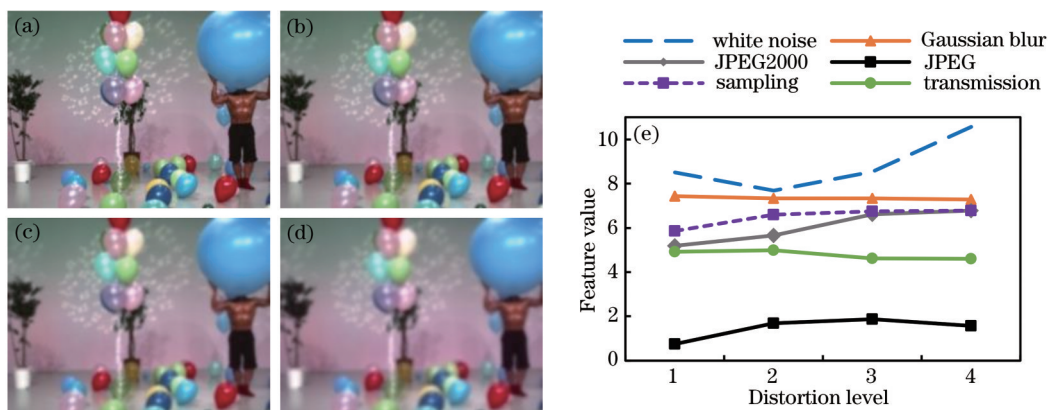 (a)
(b)
(c)
(d)
white noise
Gaussian blur
JPEG2000
JPEG
sampling
transmission
(e)
10
8
6
4
2
0
Feature value
1 2 3 4
Distortion level